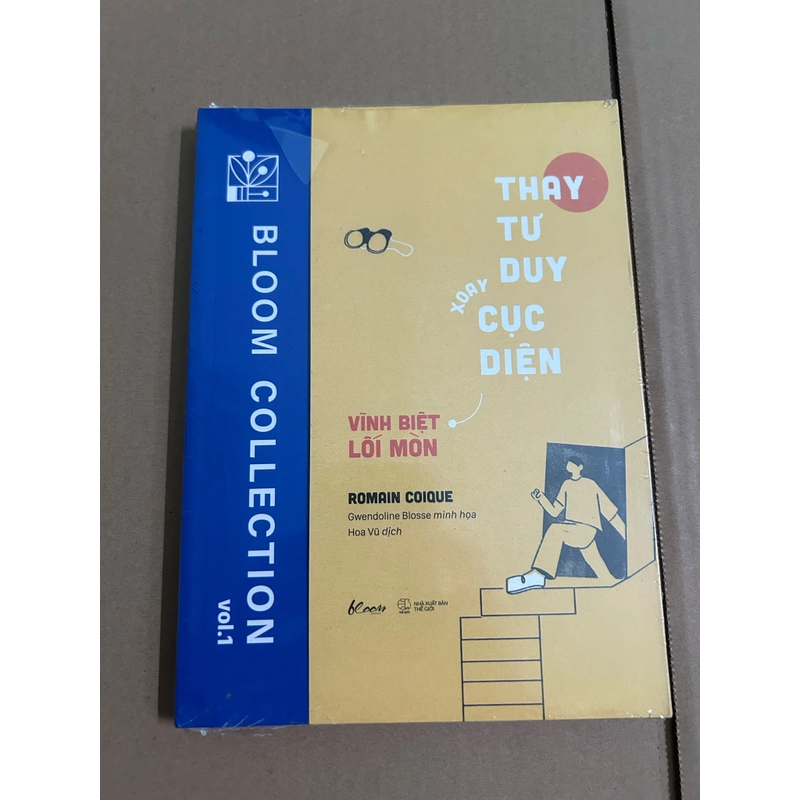 BLOOM COLLECTION
vol.1
THAY
TƯ
DUY
XOAY
CỤC
DIỆN
VĨNH BIỆT
LỐI MÒN
ROMAIN COIQUE
Gwendoline Blosse minh họa
Hoa Vũ dịch
bloom
NHÀ XUẤT BẢN
THẾ GIỚI